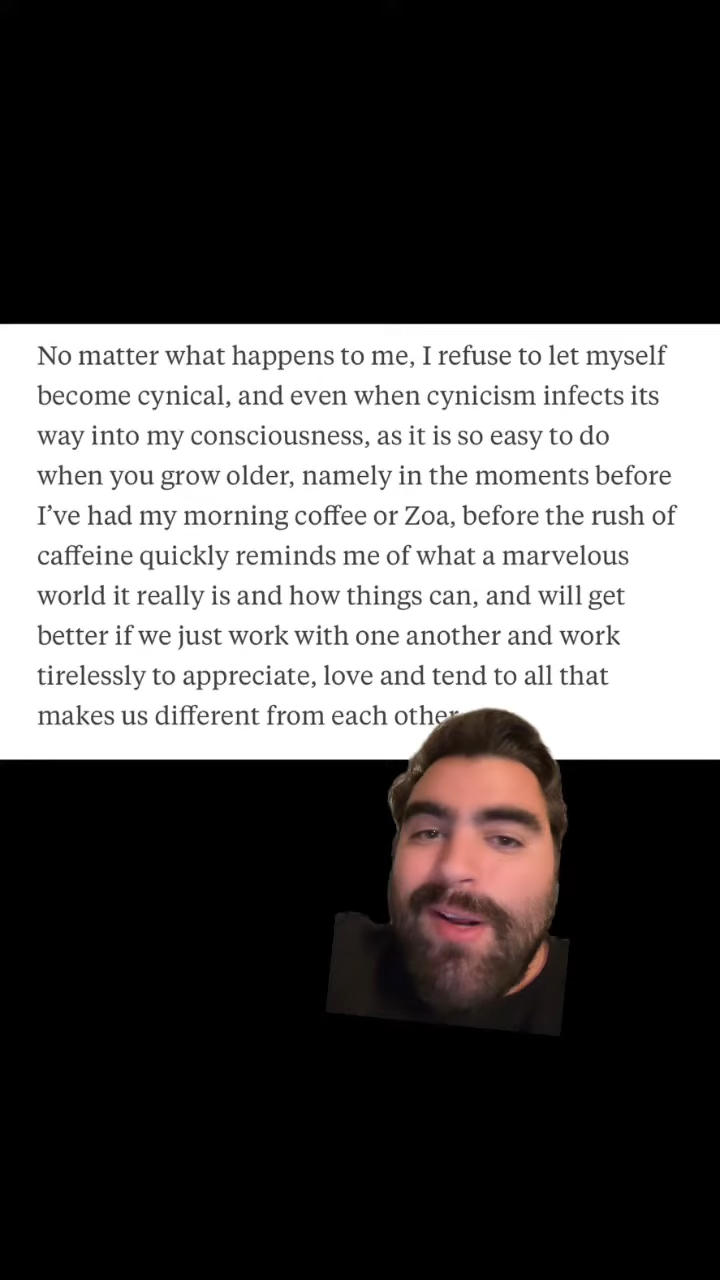 No matter what happens to me, I refuse to let myself
become cynical, and even when cynicism infects its
way into my consciousness, as it is so easy to do
when you grow older, namely in the moments before
I’ve had my morning coffee or Zoa, before the rush of
caffeine quickly reminds me of what a marvelous
world it really is and how things can, and will get
better if we just work with one another and work
tirelessly to appreciate, love and tend to all that
makes us different from each other